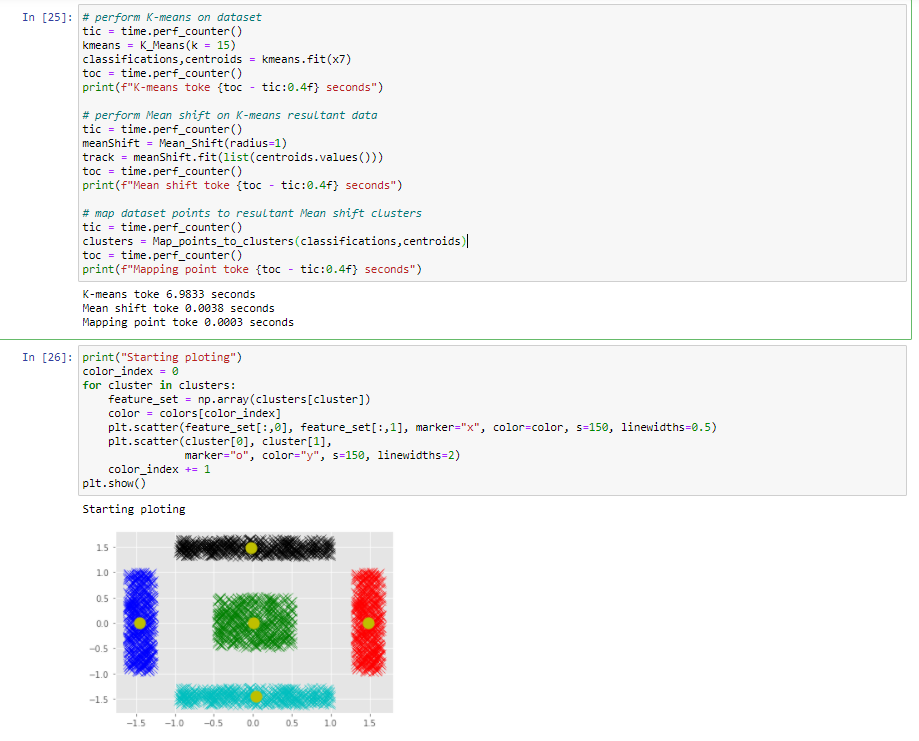 In [25]: # perform K-means on dataset
tic = time.perf_counter()
kmeans = K_Means(k = 15)
classifications,centroids = kmeans.fit(x7)
toc = time.perf_counter()
print(f"K-means toke {toc - tic:0.4f} seconds")

# perform Mean shift on K-means resultant data
tic = time.perf_counter()
meanShift = Mean_Shift(radius=1)
track = meanShift.fit(list(centroids.values()))
toc = time.perf_counter()
print(f"Mean shift toke {toc - tic:0.4f} seconds")

# map dataset points to resultant Mean shift clusters
tic = time.perf_counter()
clusters = Map_points_to_clusters(classifications,centroids)
toc = time.perf_counter()
print(f"Mapping point toke {toc - tic:0.4f} seconds")

K-means toke 6.9833 seconds
Mean shift toke 0.0038 seconds
Mapping point toke 0.0003 seconds

In [26]: print("Starting ploting")
color_index = 0
for cluster in clusters:
    feature_set = np.array(clusters[cluster])
    color = colors[color_index]
    plt.scatter(feature_set[:,0], feature_set[:,1], marker="x", color=color, s=150, linewidths=0.5)
    plt.scatter(cluster[0], cluster[1],
                marker="o", color="y", s=150, linewidths=2)
    color_index += 1
plt.show()

Starting ploting

1.5
1.0
0.5
0.0
−0.5
−1.0
−1.5
−1.5 −1.0 −0.5 0.0 0.5 1.0 1.5